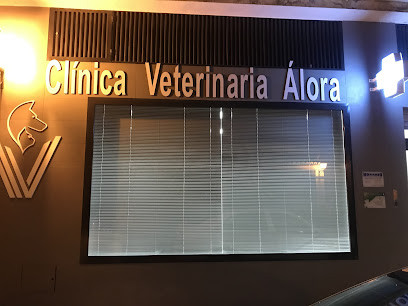 Clínica Veterinaria Álora